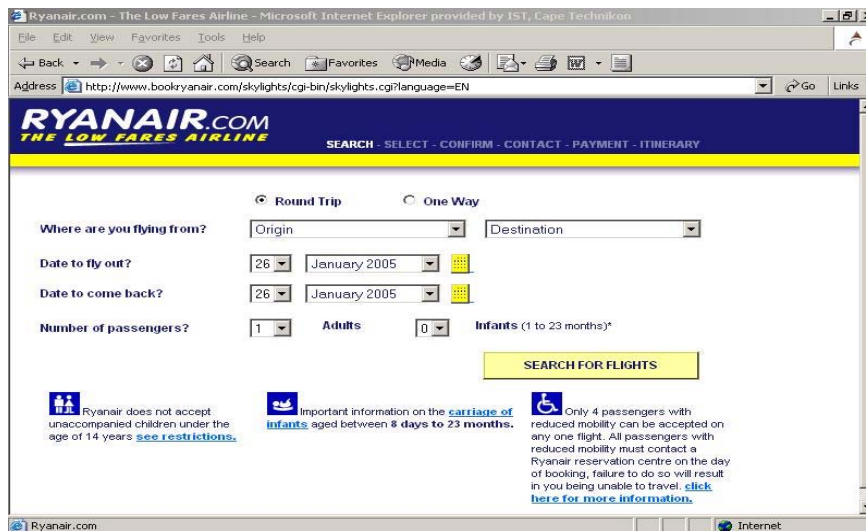 Ryanair.com - The Low Fares Airline - Microsoft Internet Explorer provided by IST, Cape Technikon
File Edit View Favorites Tools Help
Back Search Favorites Media
Address http://www.bookryanair.com/skylights/cgi-bin/skylights.cgi?language=EN Go Links
RYANAIR.COM
THE LOW FARES AIRLINE
SEARCH - SELECT - CONFIRM - CONTACT - PAYMENT - ITINERARY
Round Trip One Way
Where are you flying from? Origin Destination
Date to fly out? 26 January 2005
Date to come back? 26 January 2005
Number of passengers? 1 Adults 0 Infants (1 to 23 months)*
SEARCH FOR FLIGHTS
Ryanair does not accept
unaccompanied children under the
age of 14 years see restrictions.
Important information on the carriage of
infants aged between 8 days to 23 months.
Only 4 passengers with
reduced mobility can be accepted on
any one flight. All passengers with
reduced mobility must contact a
Ryanair reservation centre on the day
of booking, failure to do so will result
in you being unable to travel. click
here for more information.
Ryanair.com Internet